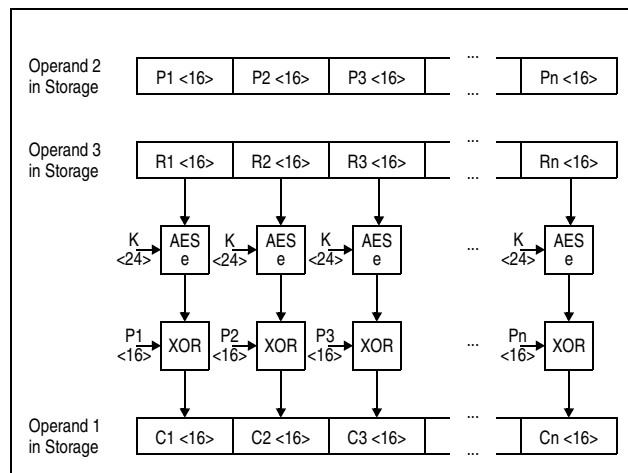 Operand 2
in Storage
P1 <16> P2 <16> P3 <16> ... ... Pn <16>
Operand 3
in Storage
R1 <16> R2 <16> R3 <16> ... ... Rn <16>
K
<24>
AES
e
K
<24>
AES
e
K
<24>
AES
e
...
K
<24>
AES
e
P1
<16>
XOR
P2
<16>
XOR
P3
<16>
XOR
...
Pn
<16>
XOR
Operand 1
in Storage
C1 <16> C2 <16> C3 <16> ... ... Cn <16>